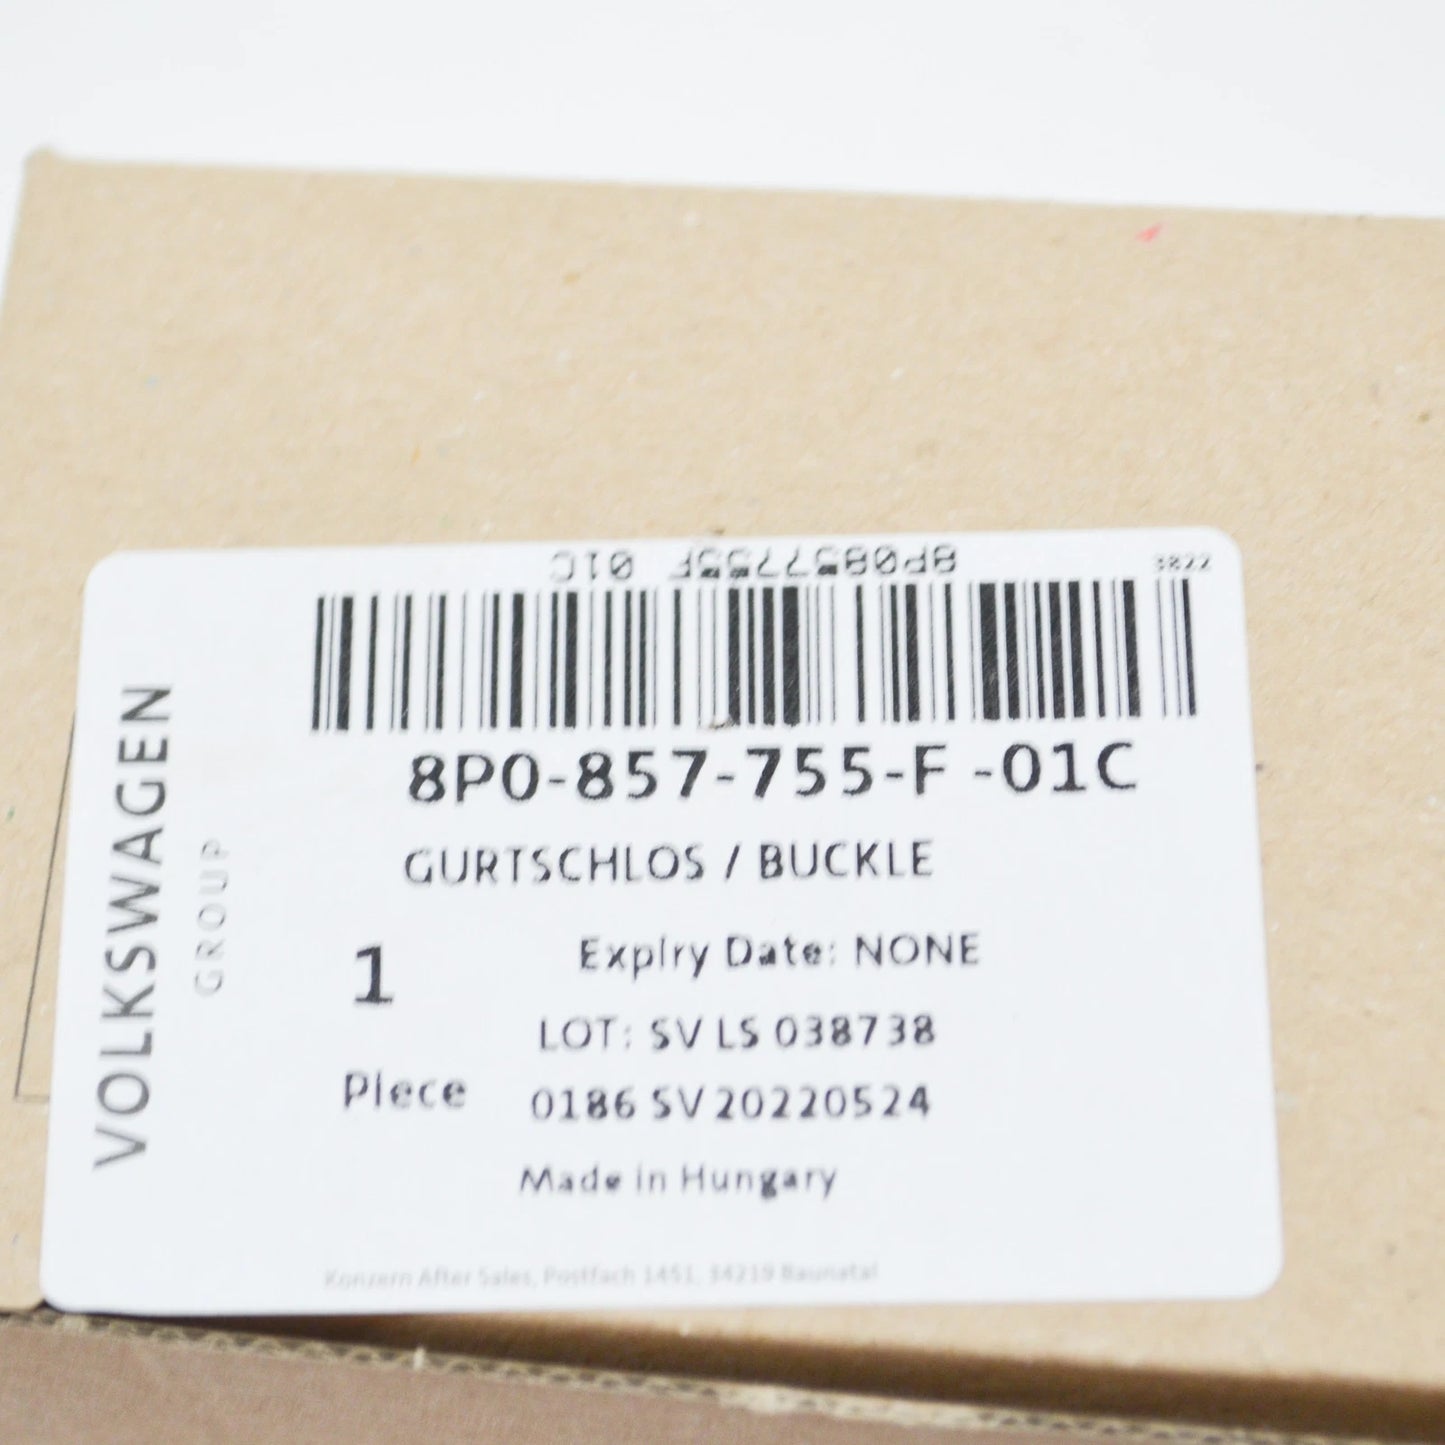 8P0857755F 01C
3822
8P0-857-755-F -01C
GURTSCHLOS / BUCKLE
1
Piece
Expiry Date: NONE
LOT: SV LS 038738
0186 SV 20220524
Made in Hungary
Konzern After Sales, Postfach 1451, 34219 Baunatal
VOLKSWAGEN
GROUP